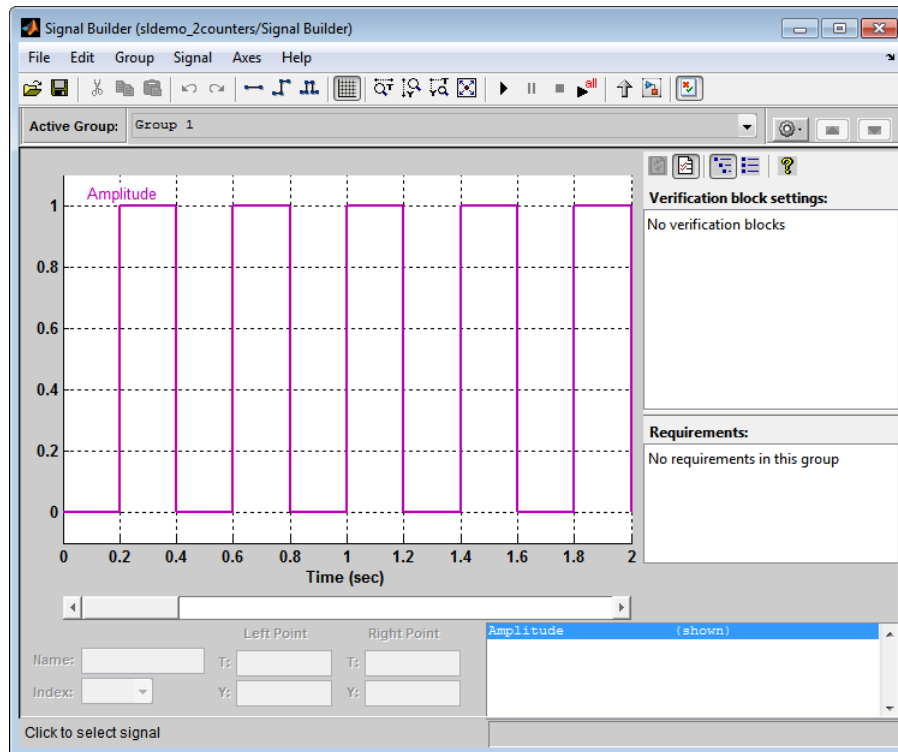 Signal Builder (sldemo_2counters/Signal Builder)
File Edit Group Signal Axes Help
all
Active Group: Group 1
Amplitude
1
0.8
0.6
0.4
0.2
0
0 0.2 0.4 0.6 0.8 1 1.2 1.4 1.6 1.8 2
Time (sec)
Verification block settings:
No verification blocks
Requirements:
No requirements in this group
Left Point Right Point
Name: T: T:
Index: Y: Y:
Amplitude (shown)
Click to select signal